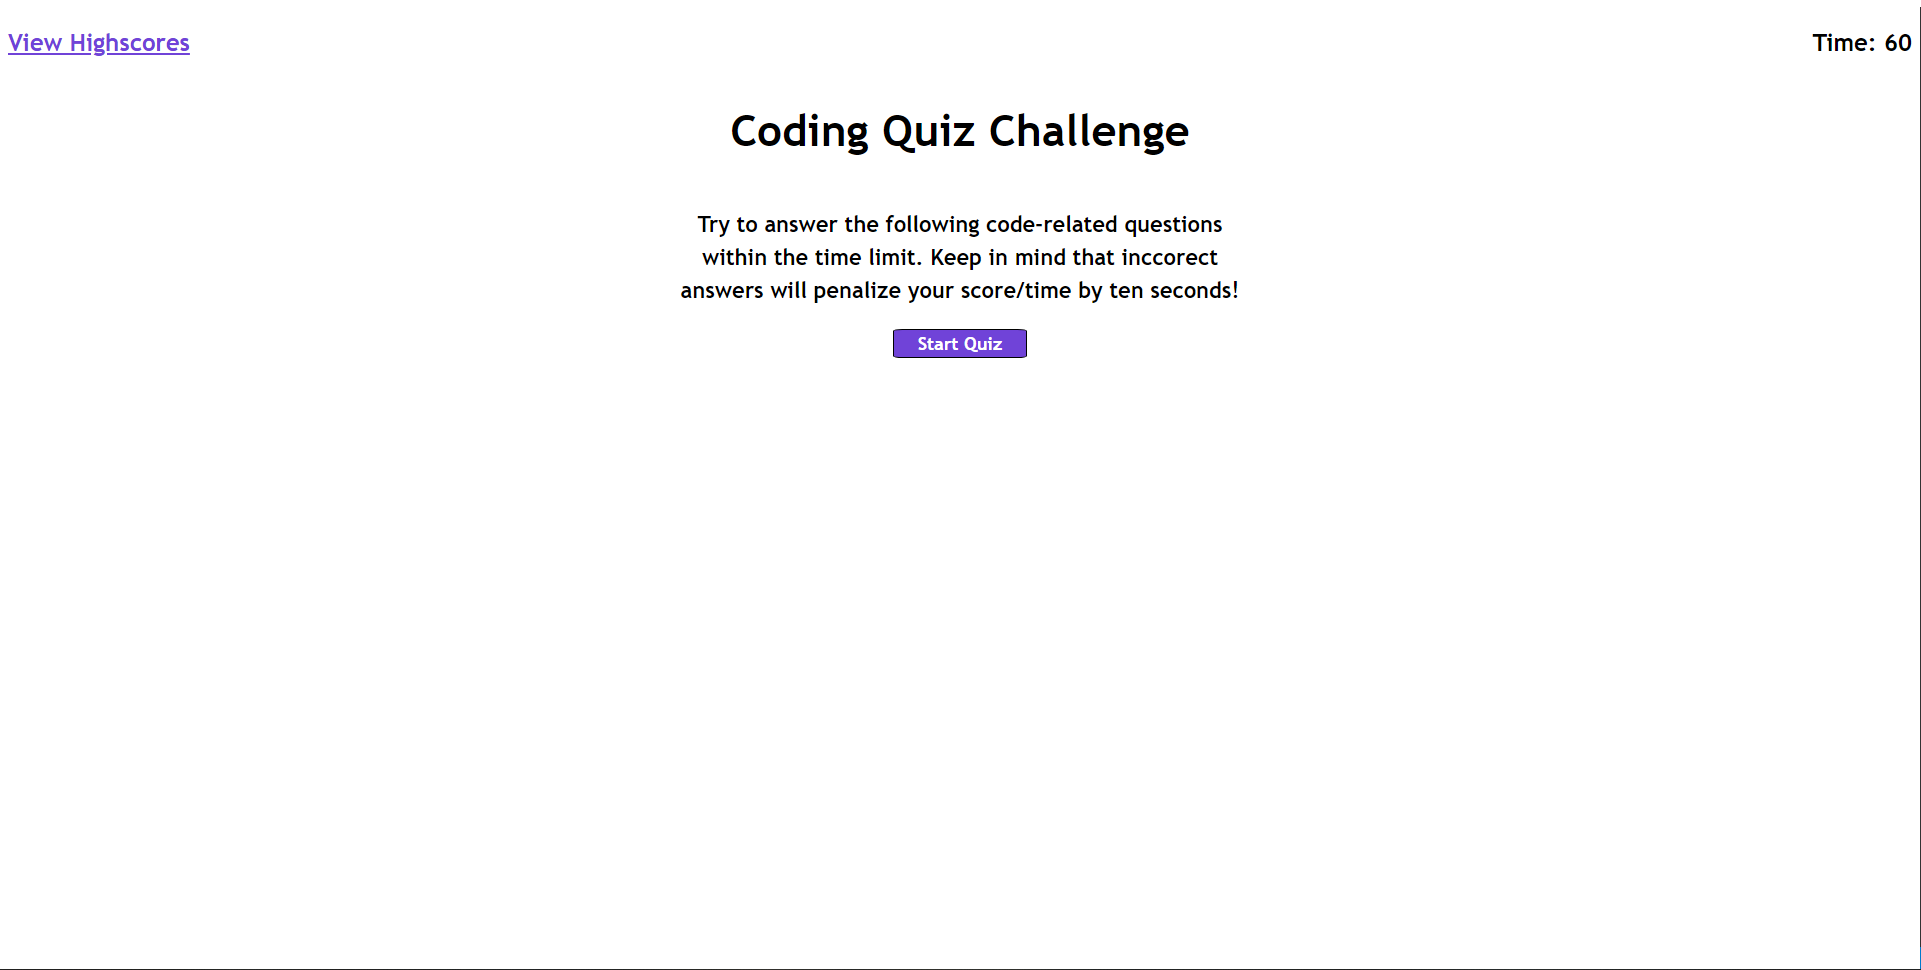 View Highscores
Time: 60
Coding Quiz Challenge
Try to answer the following code-related questions
within the time limit. Keep in mind that inccorect
answers will penalize your score/time by ten seconds!
Start Quiz